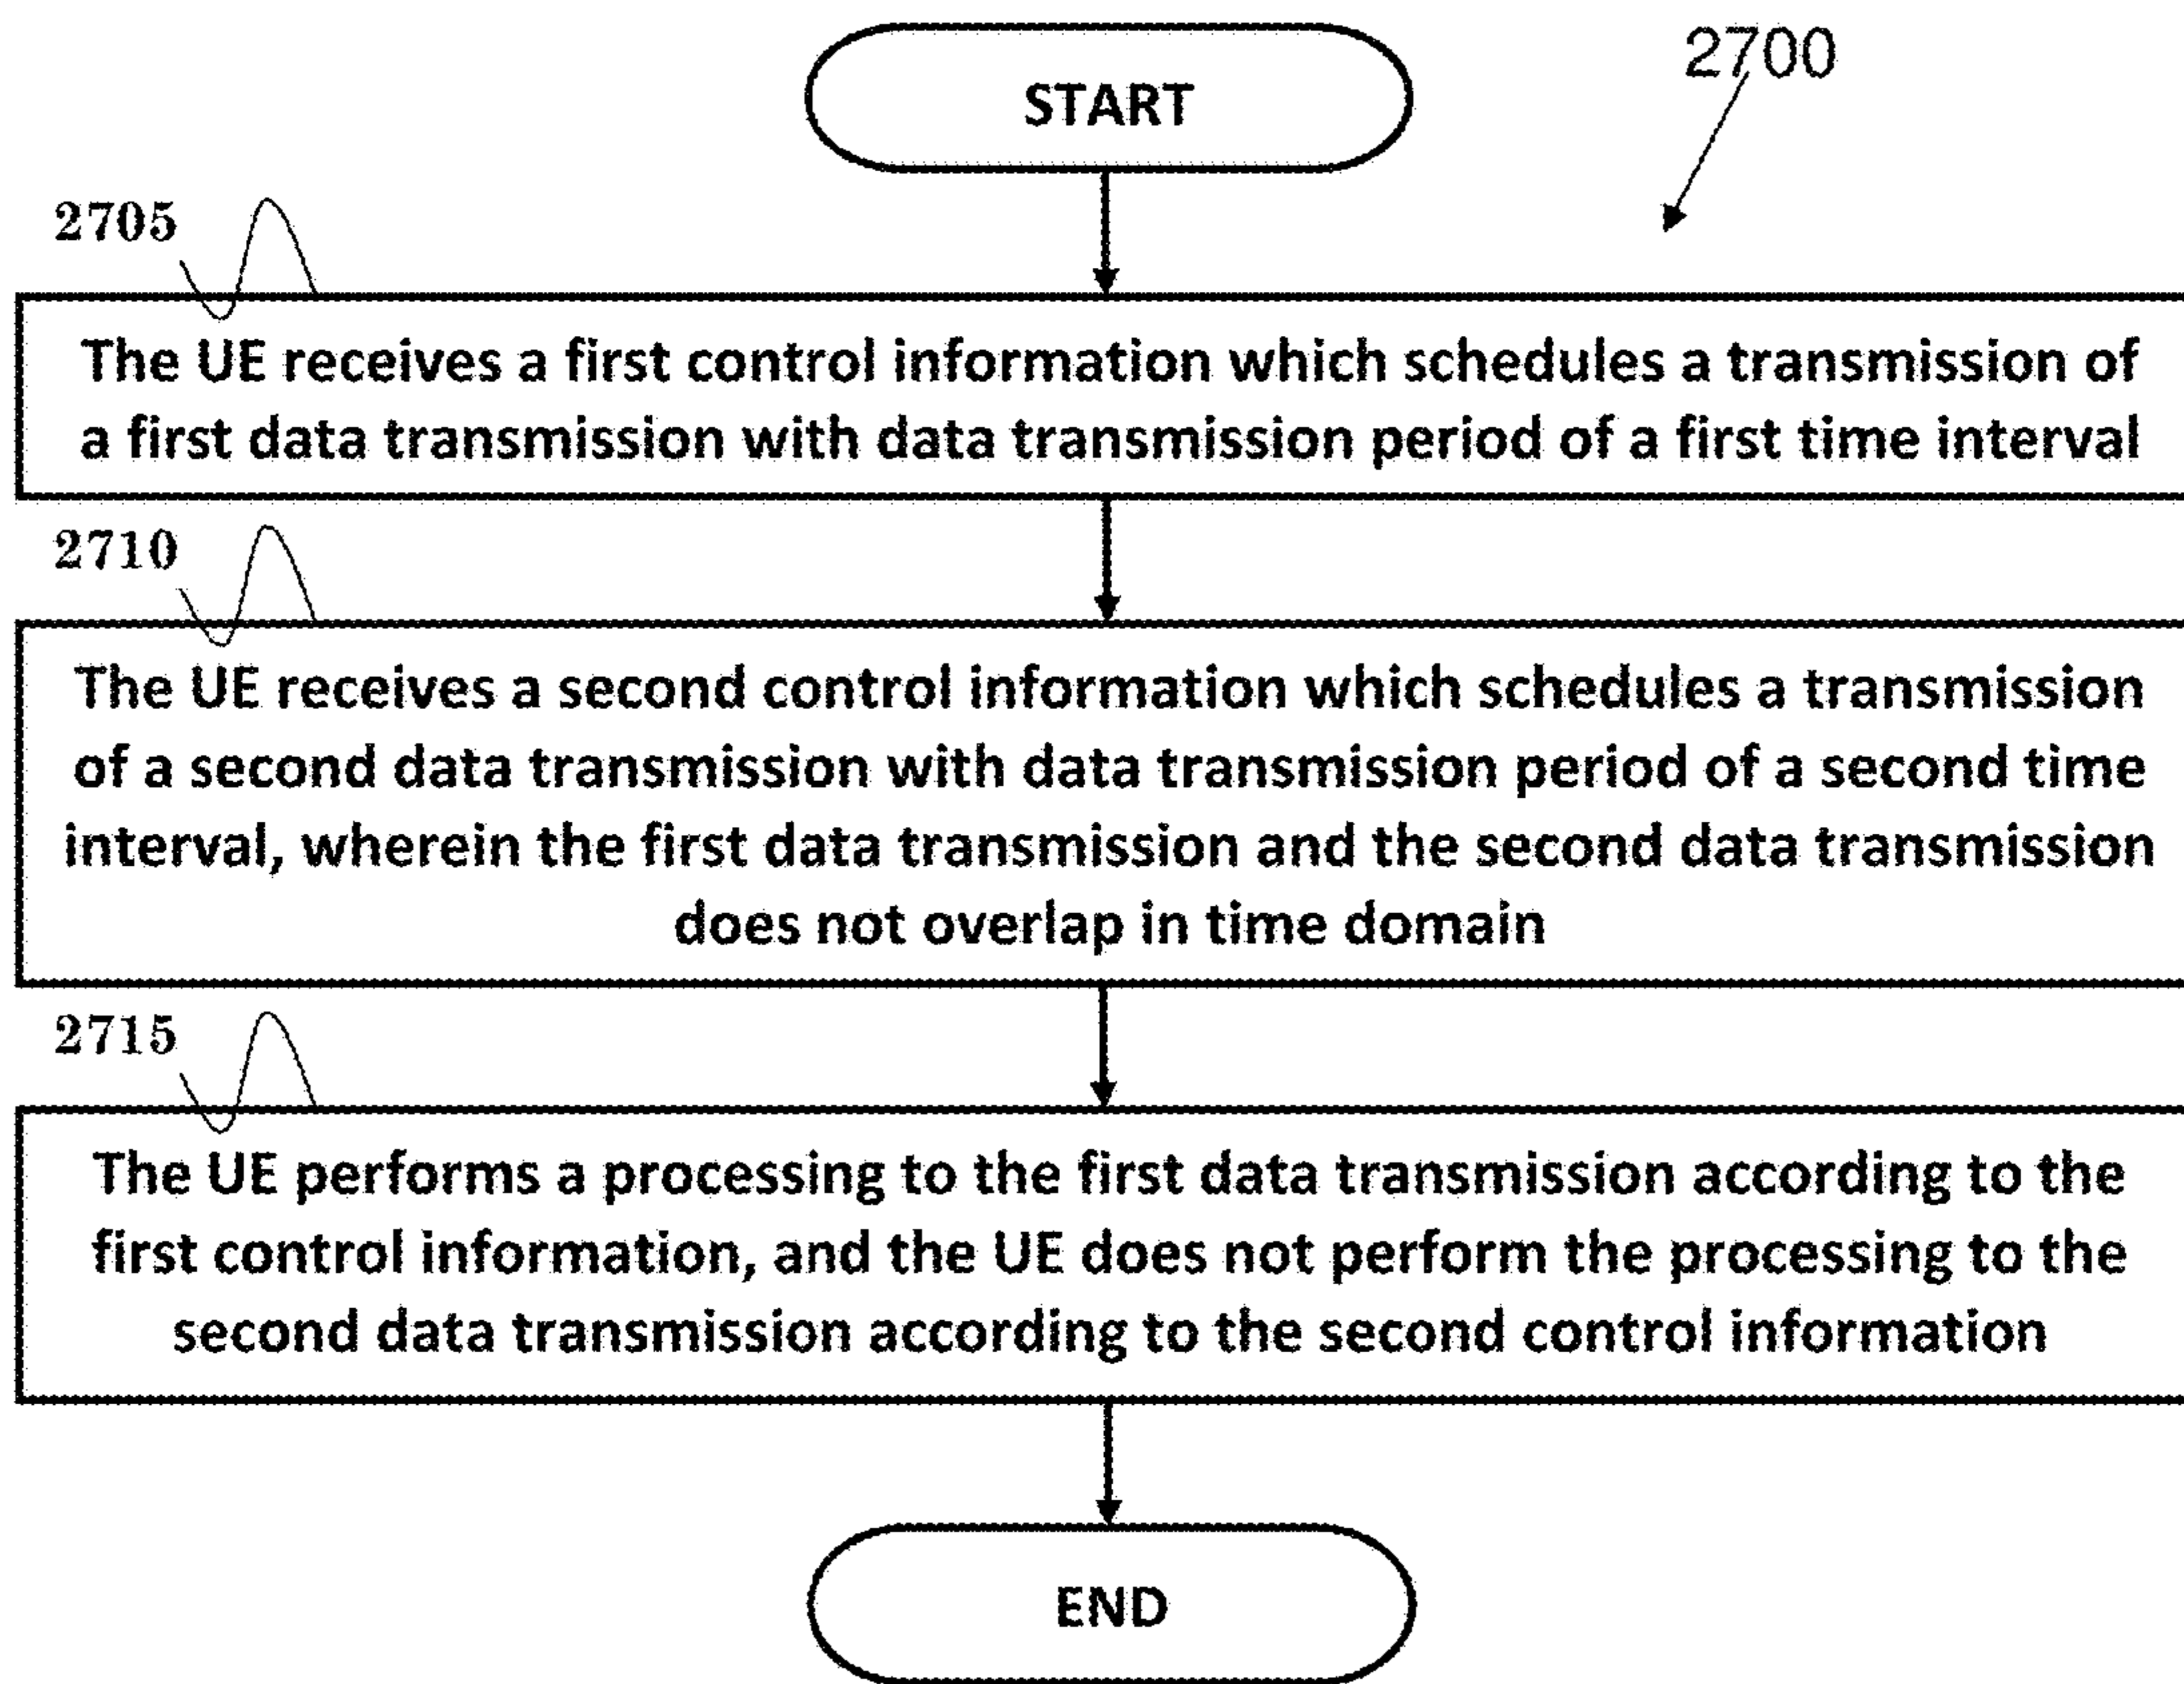 START
2700
2705
The UE receives a first control information which schedules a transmission of
a first data transmission with data transmission period of a first time interval
2710
The UE receives a second control information which schedules a transmission
of a second data transmission with data transmission period of a second time
interval, wherein the first data transmission and the second data transmission
does not overlap in time domain
2715
The UE performs a processing to the first data transmission according to the
first control information, and the UE does not perform the processing to the
second data transmission according to the second control information
END